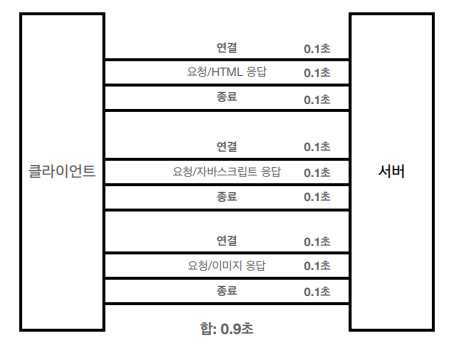 연결 0.1초
요청/HTML 응답 0.1초
종료 0.1초
연결 0.1초
클라이언트 요청/자바스크립트 응답 0.1초 서버
종료 0.1초
연결 0.1초
요청/이미지 응답 0.1초
종료 0.1초
합: 0.9초